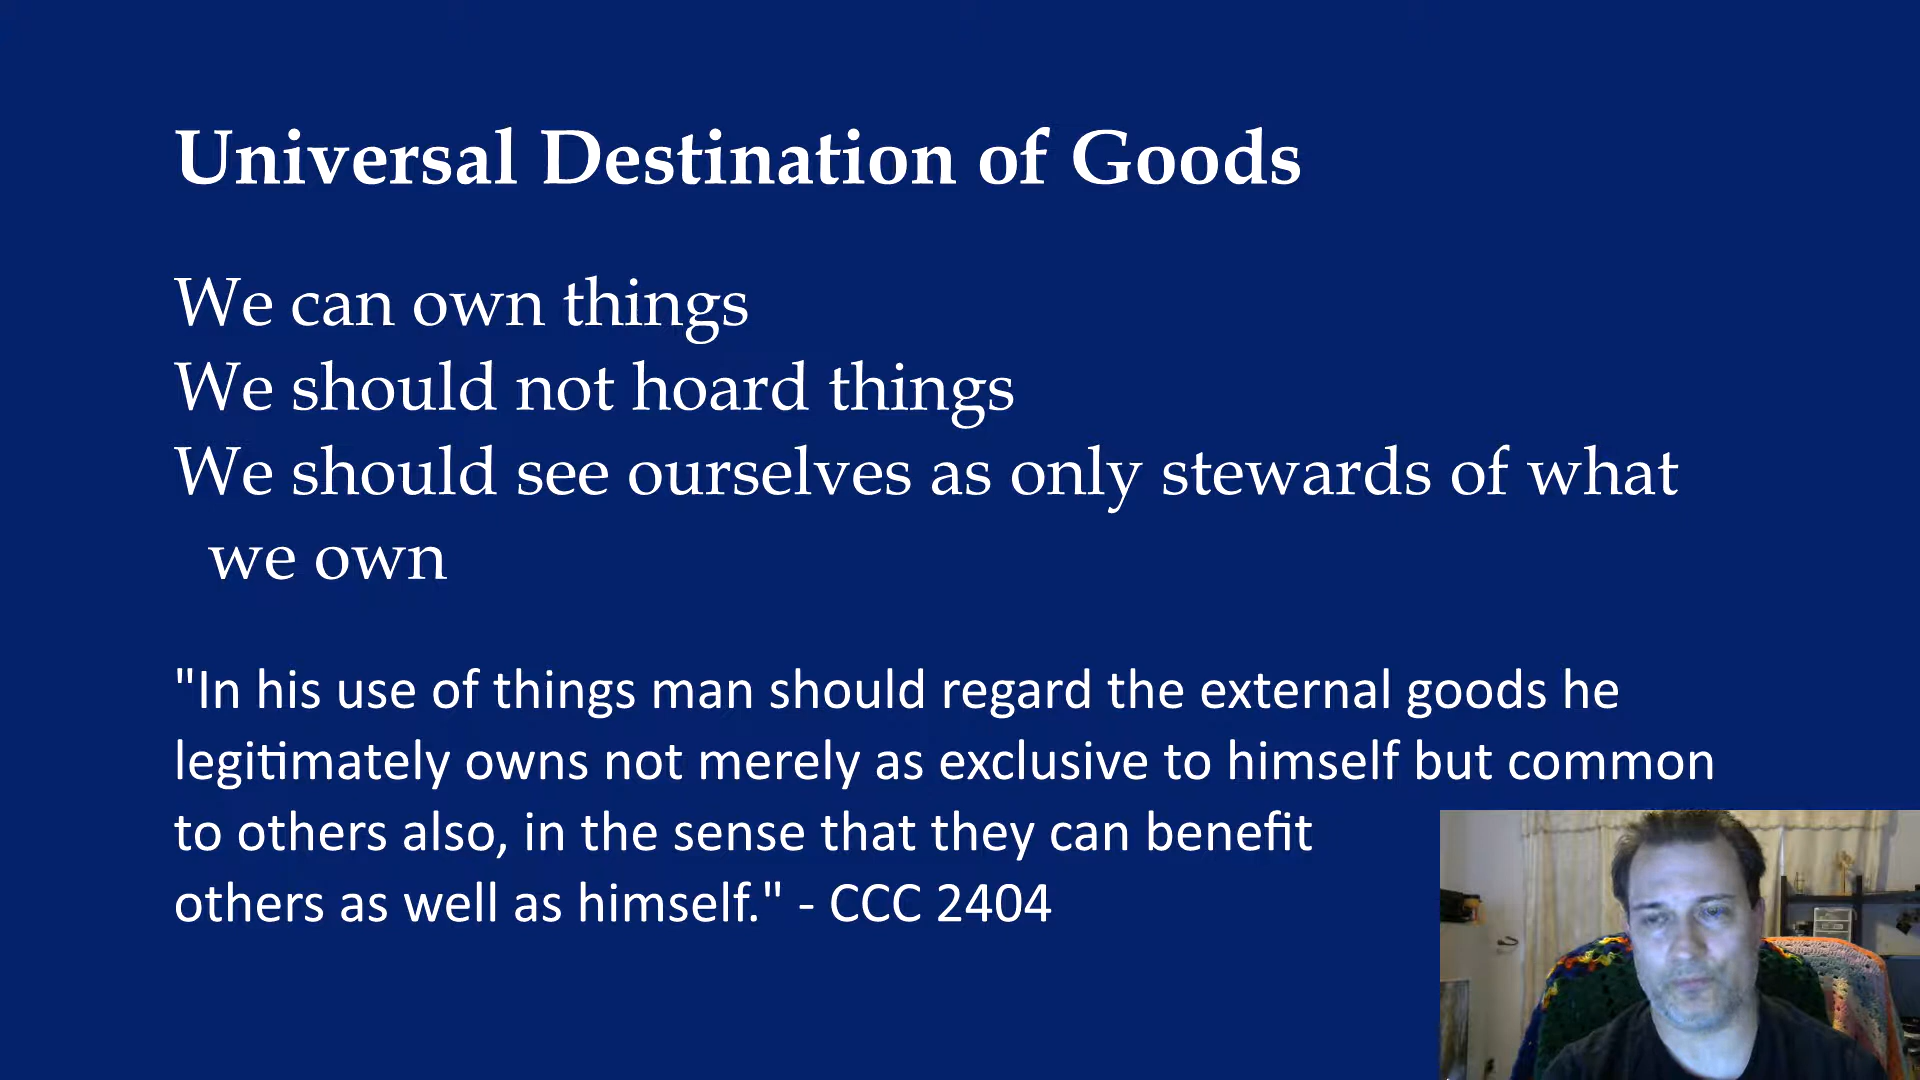 Universal Destination of Goods
We can own things
We should not hoard things
We should see ourselves as only stewards of what
we own
"In his use of things man should regard the external goods he
legitimately owns not merely as exclusive to himself but common
to others also, in the sense that they can benefit
others as well as himself." - CCC 2404